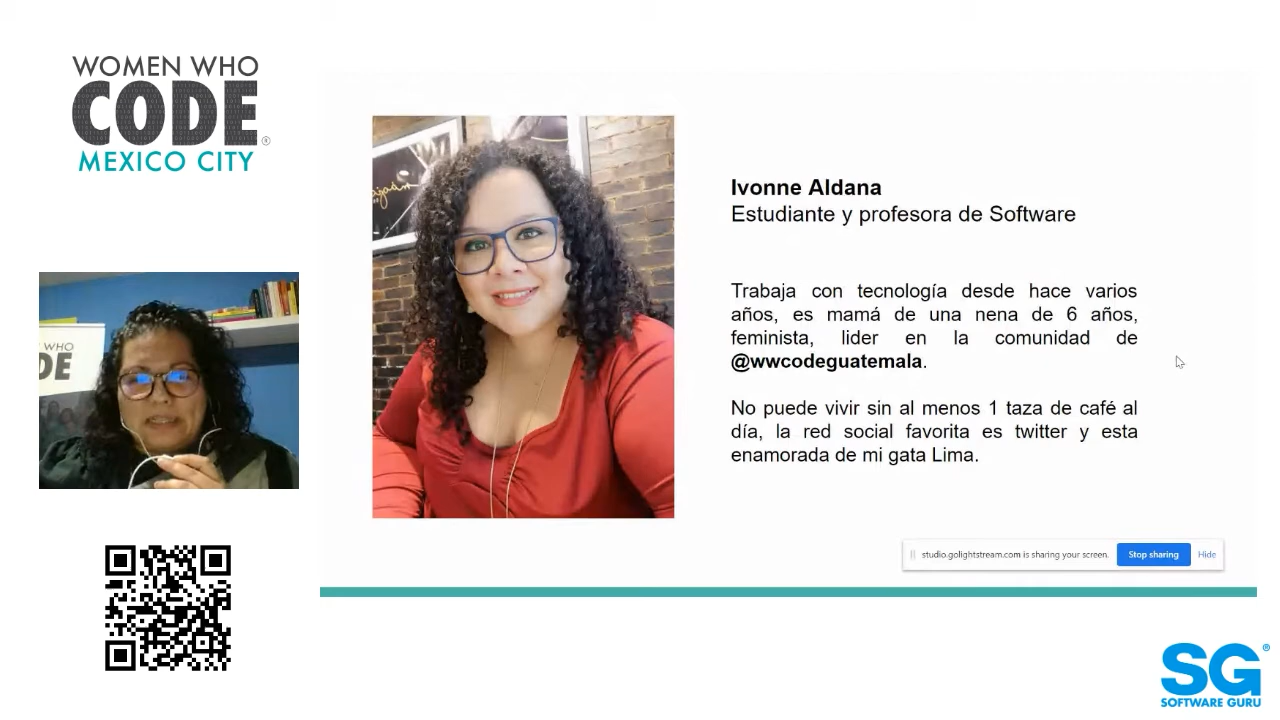 WOMEN WHO
CODE®
MEXICO CITY
WHO
DE
Ivonne Aldana
Estudiante y profesora de Software
Trabaja con tecnología desde hace varios
años, es mamá de una nena de 6 años,
feminista, lider en la comunidad de
@wwcodeguatemala.
No puede vivir sin al menos 1 taza de café al
día, la red social favorita es twitter y esta
enamorada de mi gata Lima.
studio.golightstream.com is sharing your screen.
Stop sharing
Hide
SG®
SOFTWARE GURU